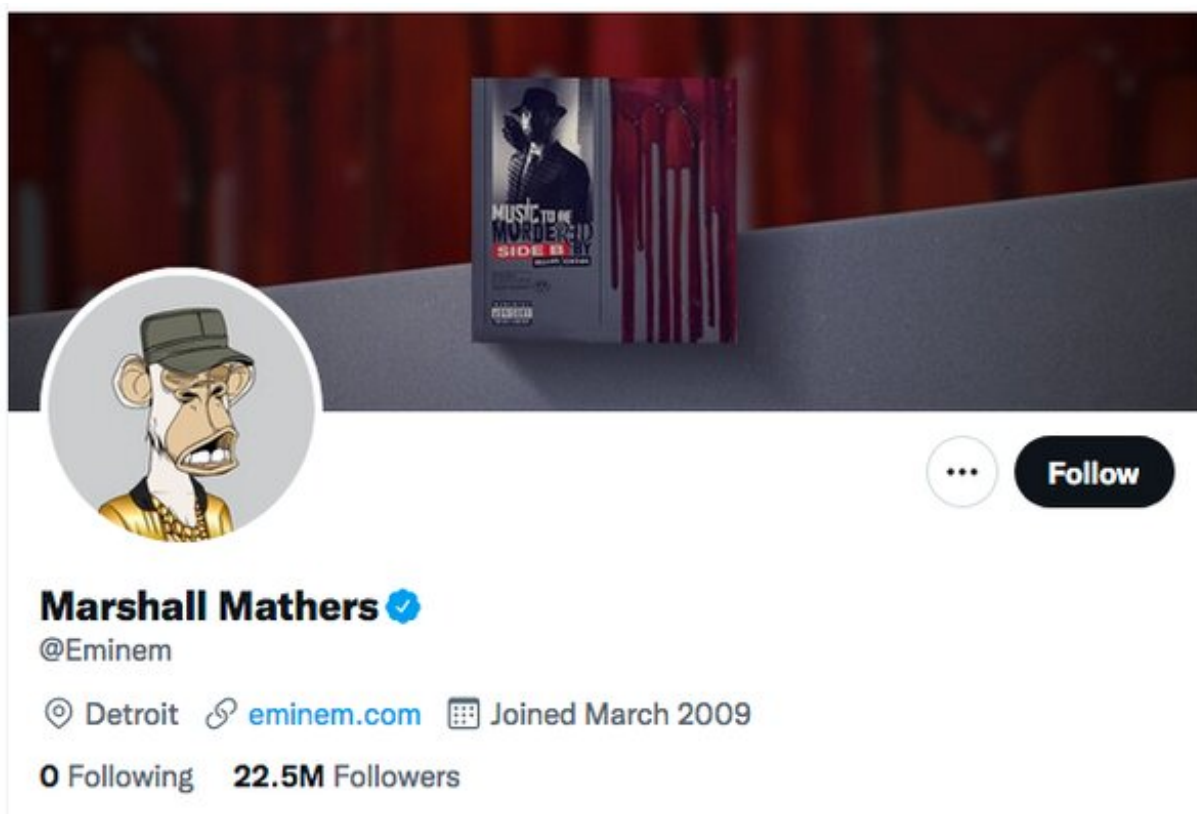 MUSIC TO BE
MURDERED BY
SIDE B
Follow
Marshall Mathers
@Eminem
Detroit eminem.com Joined March 2009
0 Following 22.5M Followers